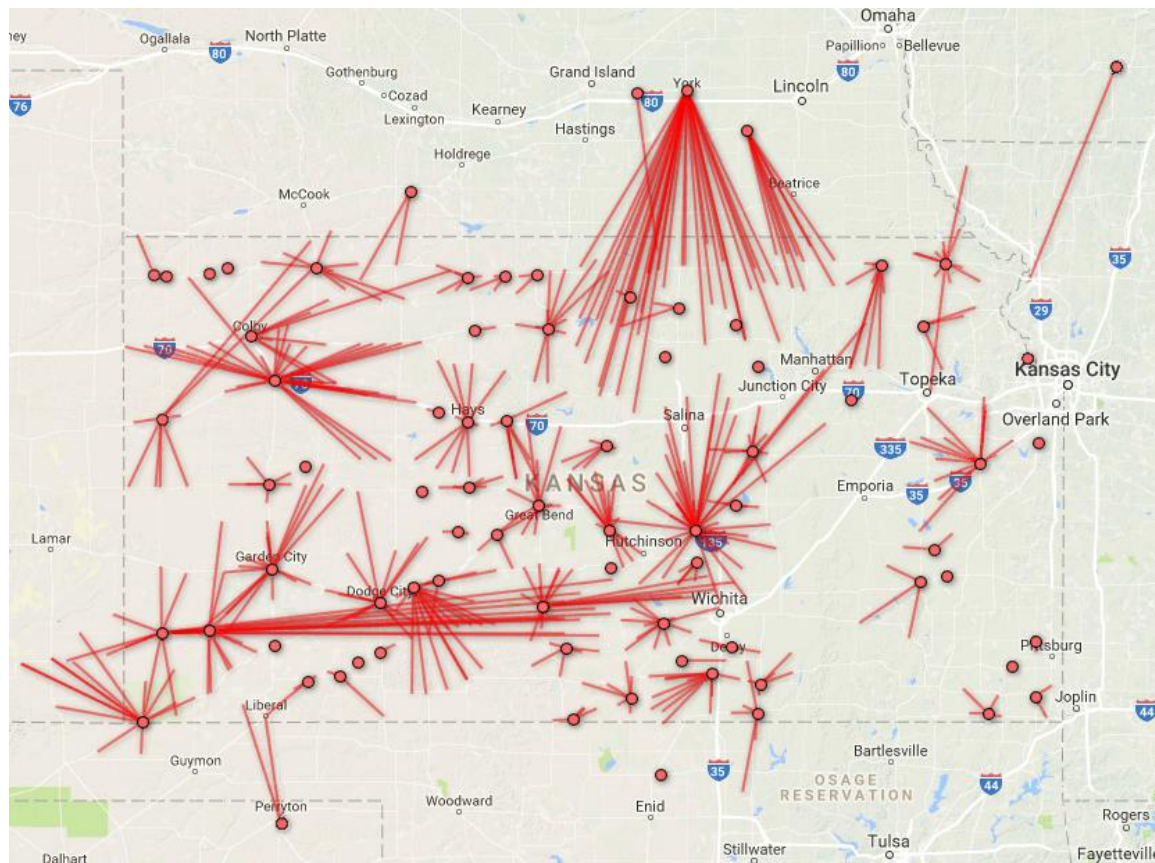 Omaha
ney
Ogallala
North Platte
80
Papillion
Bellevue
Gothenburg
Grand Island
York
80
Lincoln
80
76
Cozad
Lexington
Kearney
Hastings
Holdrege
McCook
Beatrice
35
29
Colby
70
70
Manhattan
Junction City
70
Topeka
Kansas City
Overland Park
Hays
70
Salina
335
35
35
Emporia
KANSAS
Great Bend
Hutchinson
135
Lamar
Garden City
Dodge City
Wichita
Derby
Pittsburg
Liberal
Joplin
44
Guymon
Bartlesville
35
OSAGE
RESERVATION
44
Perryton
Woodward
Enid
Rogers
Dalhart
Stillwater
Tulsa
Fayetteville